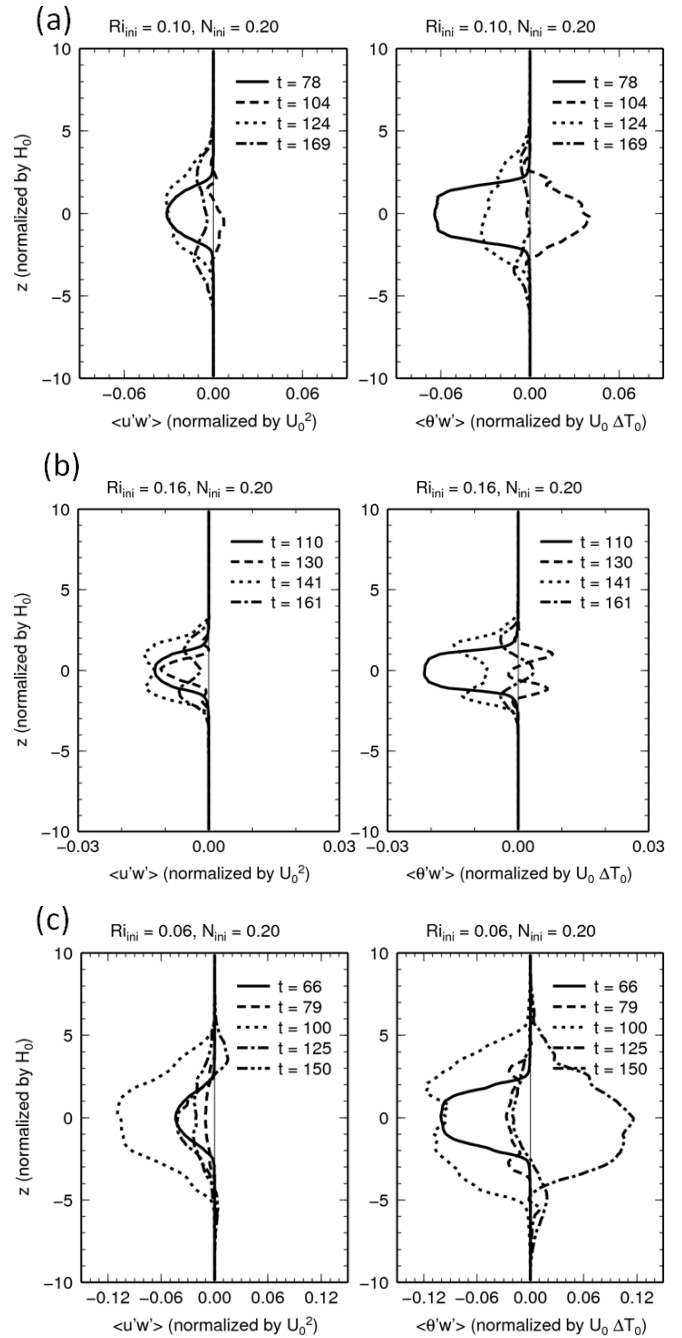 (a)
Ri_ini = 0.10, N_ini = 0.20
Ri_ini = 0.10, N_ini = 0.20
10
5
0
−5
−10
z (normalized by H₀)
t = 78
t = 104
t = 124
t = 169
t = 78
t = 104
t = 124
t = 169
−0.06 0.00 0.06
−0.06 0.00 0.06
<u'w'> (normalized by U₀²)
<θ'w'> (normalized by U₀ ΔT₀)
(b)
Ri_ini = 0.16, N_ini = 0.20
Ri_ini = 0.16, N_ini = 0.20
10
5
0
−5
−10
z (normalized by H₀)
t = 110
t = 130
t = 141
t = 161
t = 110
t = 130
t = 141
t = 161
−0.03 0.00 0.03
−0.03 0.00 0.03
<u'w'> (normalized by U₀²)
<θ'w'> (normalized by U₀ ΔT₀)
(c)
Ri_ini = 0.06, N_ini = 0.20
Ri_ini = 0.06, N_ini = 0.20
10
5
0
−5
−10
z (normalized by H₀)
t = 66
t = 79
t = 100
t = 125
t = 150
t = 66
t = 79
t = 100
t = 125
t = 150
−0.12 −0.06 0.00 0.06 0.12
−0.12 −0.06 0.00 0.06 0.12
<u'w'> (normalized by U₀²)
<θ'w'> (normalized by U₀ ΔT₀)